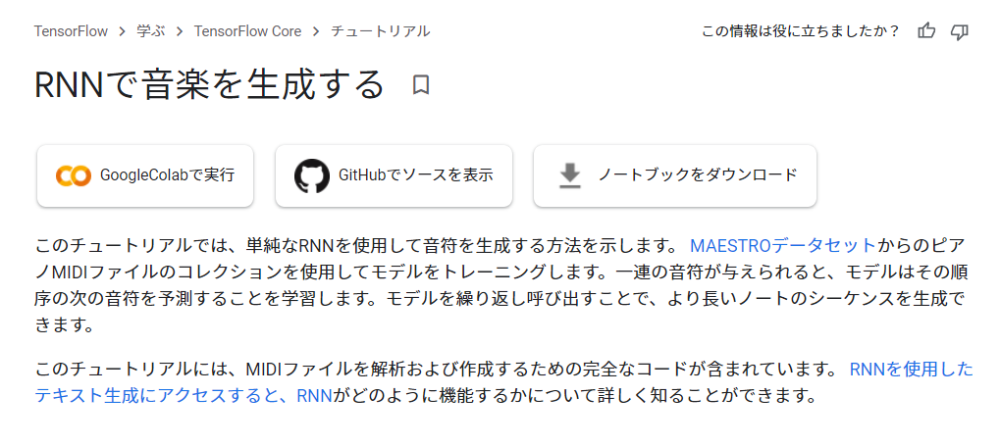 TensorFlow > 学ぶ > TensorFlow Core > チュートリアル
この情報は役に立ちましたか？
RNNで音楽を生成する
GoogleColabで実行
GitHubでソースを表示
ノートブックをダウンロード
このチュートリアルでは、単純なRNNを使用して音符を生成する方法を示します。 MAESTROデータセットからのピア
ノMIDIファイルのコレクションを使用してモデルをトレーニングします。一連の音符が与えられると、モデルはその順
序の次の音符を予測することを学習します。モデルを繰り返し呼び出すことで、より長いノートのシーケンスを生成で
きます。
このチュートリアルには、MIDIファイルを解析および作成するための完全なコードが含まれています。 RNNを使用した
テキスト生成にアクセスすると、RNNがどのように機能するかについて詳しく知ることができます。